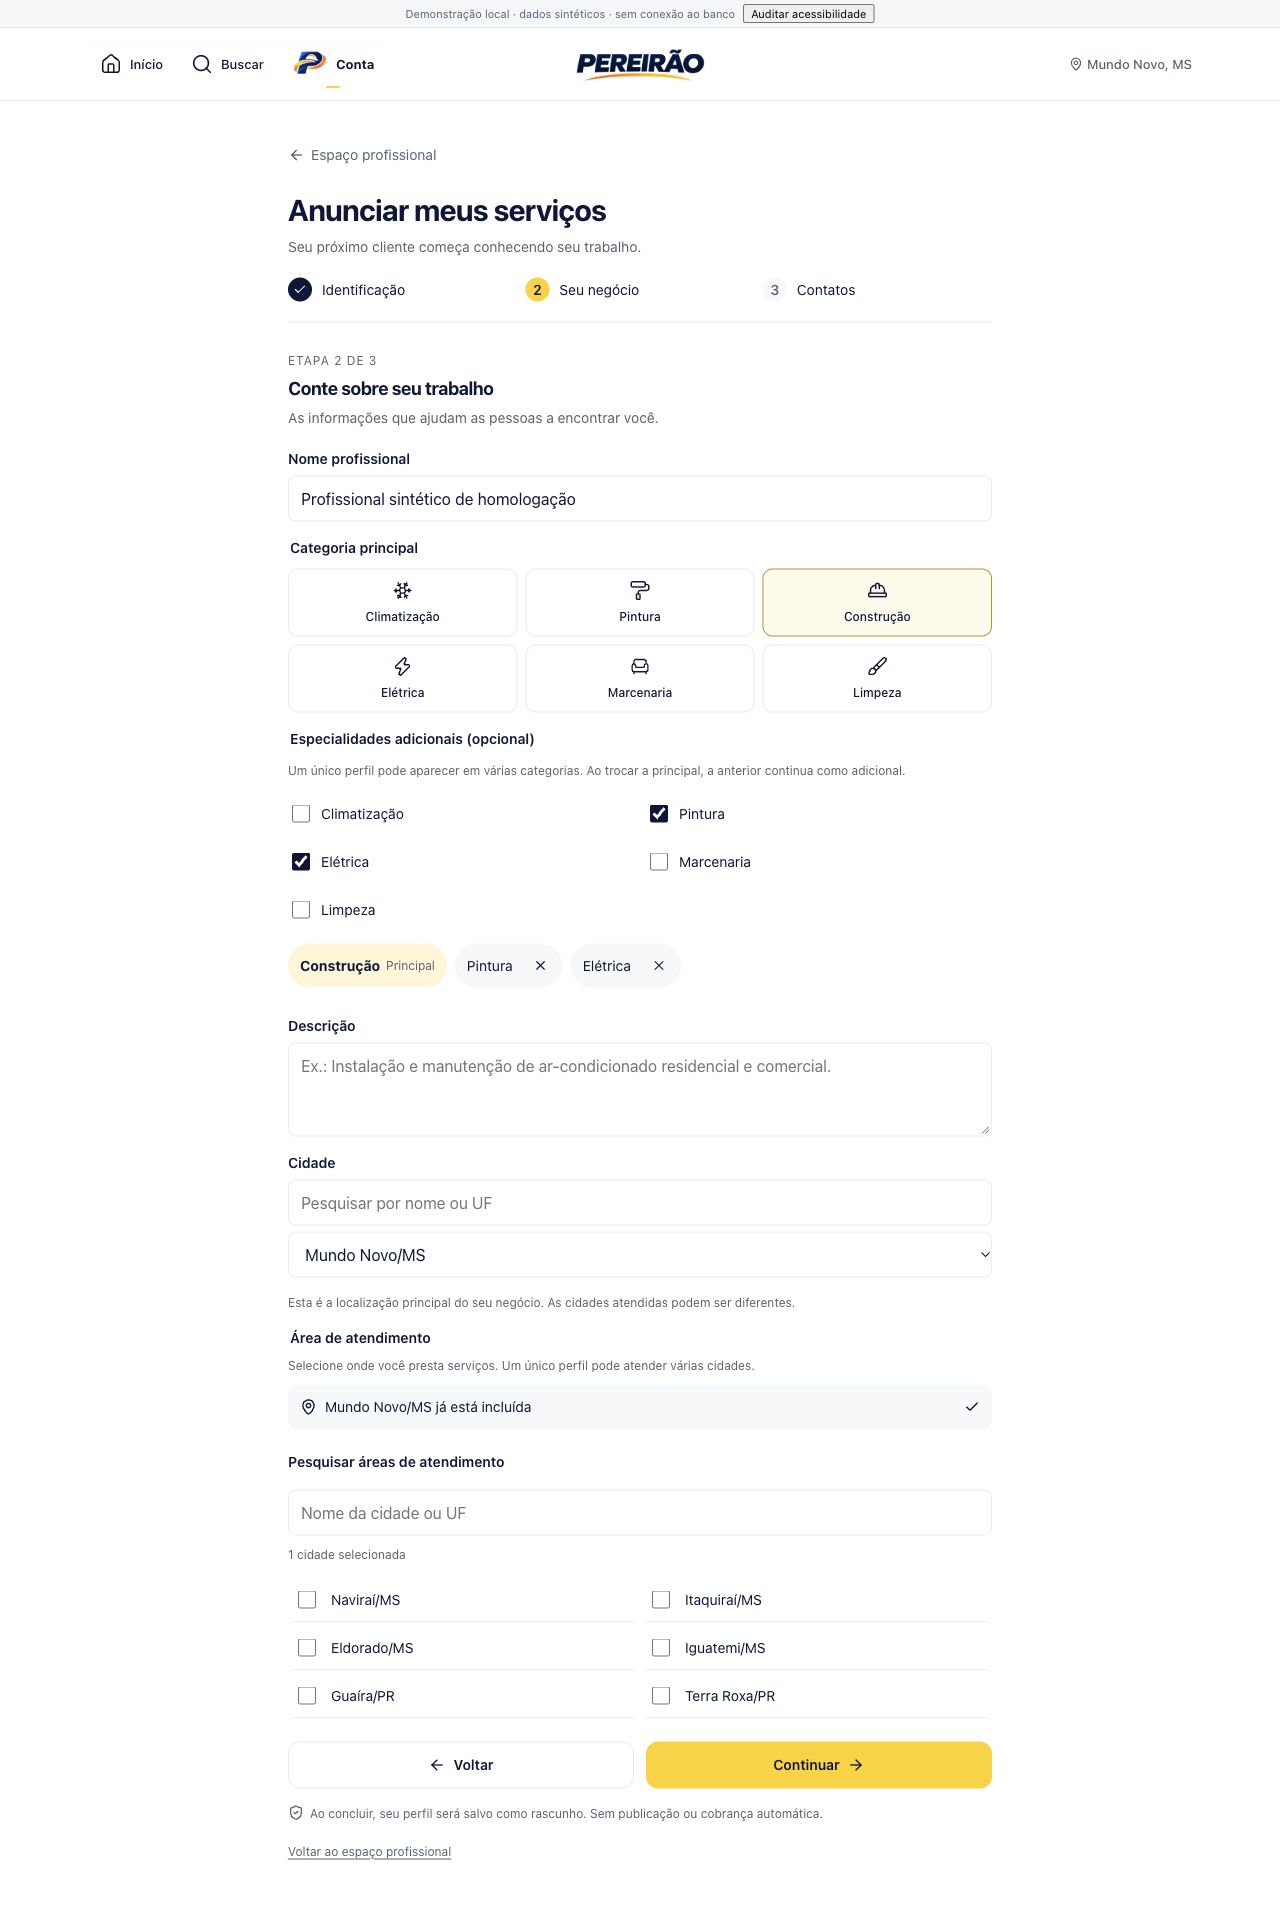 Demonstração local · dados sintéticos · sem conexão ao banco Auditar acessibilidade
Início Buscar Conta PEREIRÃO Mundo Novo, MS
Espaço profissional
Anunciar meus serviços
Seu próximo cliente começa conhecendo seu trabalho.
Identificação 2 Seu negócio 3 Contatos
ETAPA 2 DE 3
Conte sobre seu trabalho
As informações que ajudam as pessoas a encontrar você.
Nome profissional
Profissional sintético de homologação
Categoria principal
Climatização Pintura Construção
Elétrica Marcenaria Limpeza
Especialidades adicionais (opcional)
Um único perfil pode aparecer em várias categorias. Ao trocar a principal, a anterior continua como adicional.
Climatização Pintura
Elétrica Marcenaria
Limpeza
Construção Principal Pintura Elétrica
Descrição
Ex.: Instalação e manutenção de ar-condicionado residencial e comercial.
Cidade
Pesquisar por nome ou UF
Mundo Novo/MS
Esta é a localização principal do seu negócio. As cidades atendidas podem ser diferentes.
Área de atendimento
Selecione onde você presta serviços. Um único perfil pode atender várias cidades.
Mundo Novo/MS já está incluída
Pesquisar áreas de atendimento
Nome da cidade ou UF
1 cidade selecionada
Naviraí/MS Itaquiraí/MS
Eldorado/MS Iguatemi/MS
Guaíra/PR Terra Roxa/PR
Voltar Continuar
Ao concluir, seu perfil será salvo como rascunho. Sem publicação ou cobrança automática.
Voltar ao espaço profissional